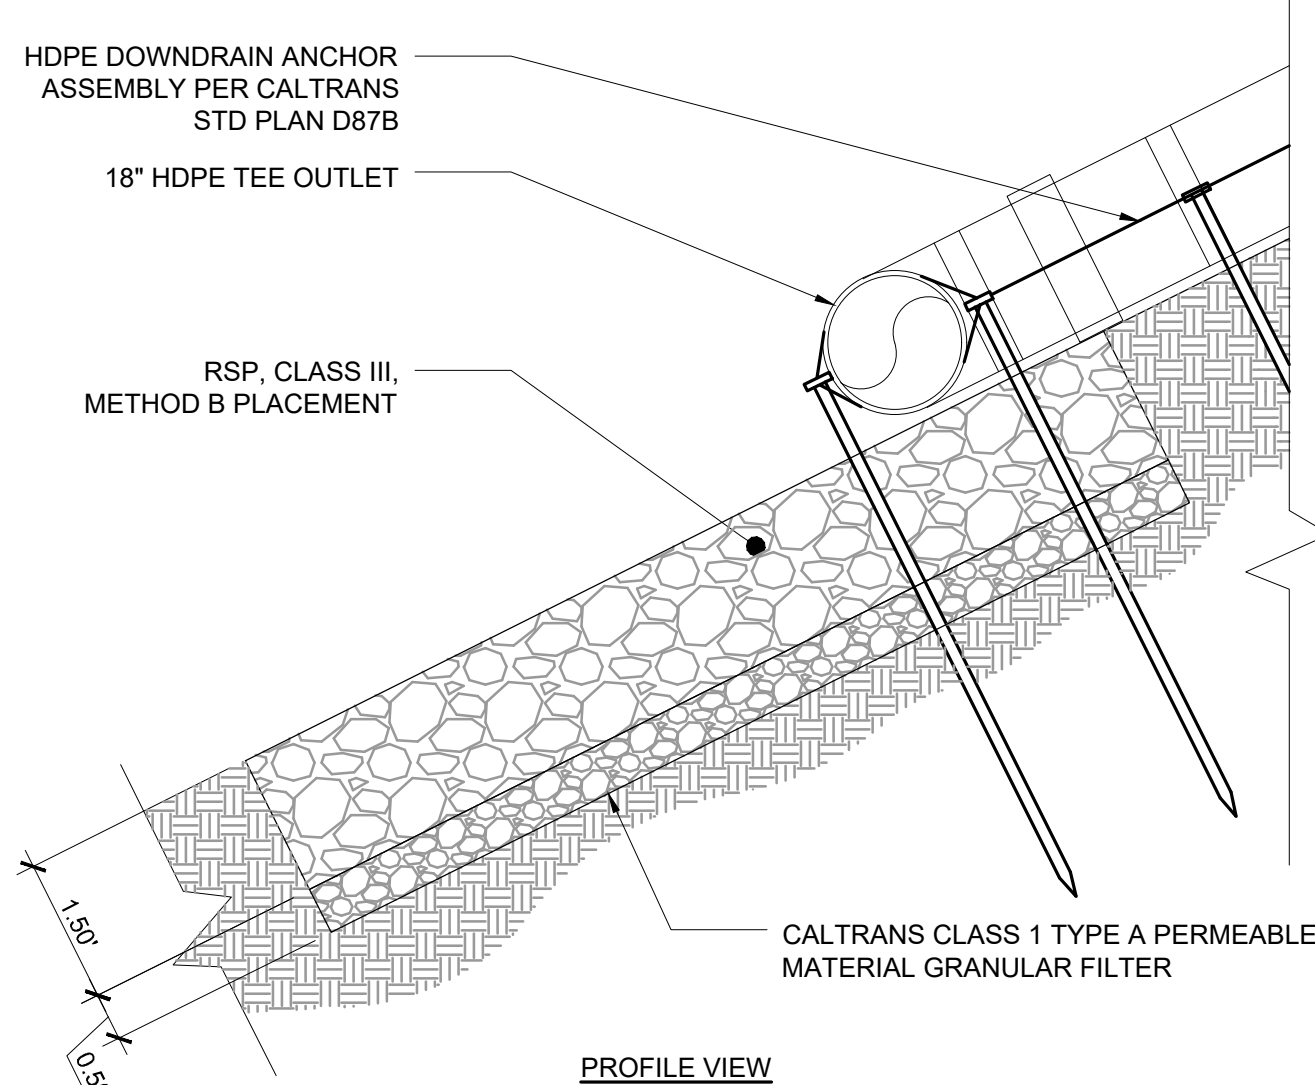 HDPE DOWNDRAIN ANCHOR
ASSEMBLY PER CALTRANS
STD PLAN D87B
18" HDPE TEE OUTLET
RSP, CLASS III,
METHOD B PLACEMENT
1.50'
CALTRANS CLASS 1 TYPE A PERMEABLE
MATERIAL GRANULAR FILTER
PROFILE VIEW